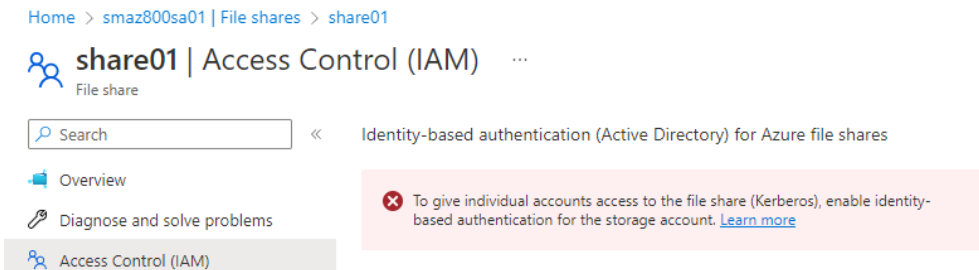 Home > smaz800sa01 | File shares > share01
share01 | Access Control (IAM) ...
File share
Search «
Identity-based authentication (Active Directory) for Azure file shares
Overview
To give individual accounts access to the file share (Kerberos), enable identity-
based authentication for the storage account. Learn more
Diagnose and solve problems
Access Control (IAM)